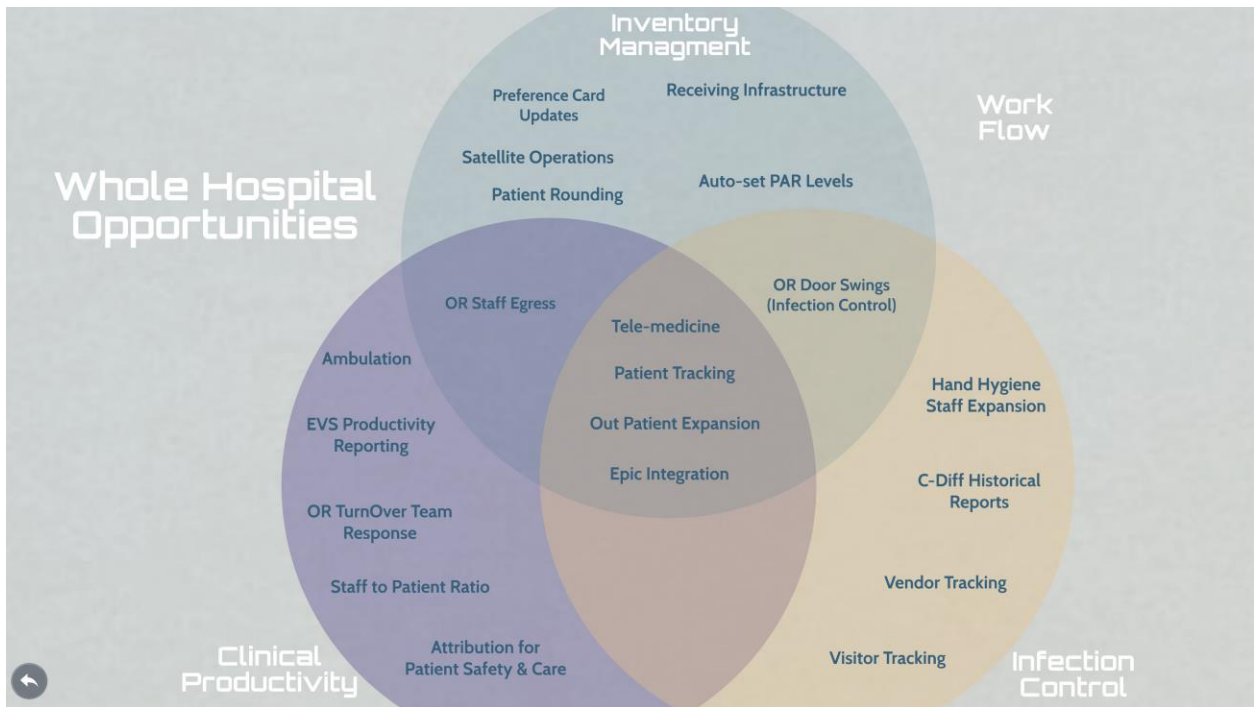 Inventory
Managment
Preference Card
Updates
Receiving Infrastructure
Work
Flow
Satellite Operations
Auto-set PAR Levels
Patient Rounding
Whole Hospital
Opportunities
OR Staff Egress
OR Door Swings
(Infection Control)
Tele-medicine
Patient Tracking
Out Patient Expansion
Epic Integration
Ambulation
EVS Productivity
Reporting
OR TurnOver Team
Response
Staff to Patient Ratio
Attribution for
Patient Safety & Care
Hand Hygiene
Staff Expansion
C-Diff Historical
Reports
Vendor Tracking
Visitor Tracking
Clinical
Productivity
Infection
Control